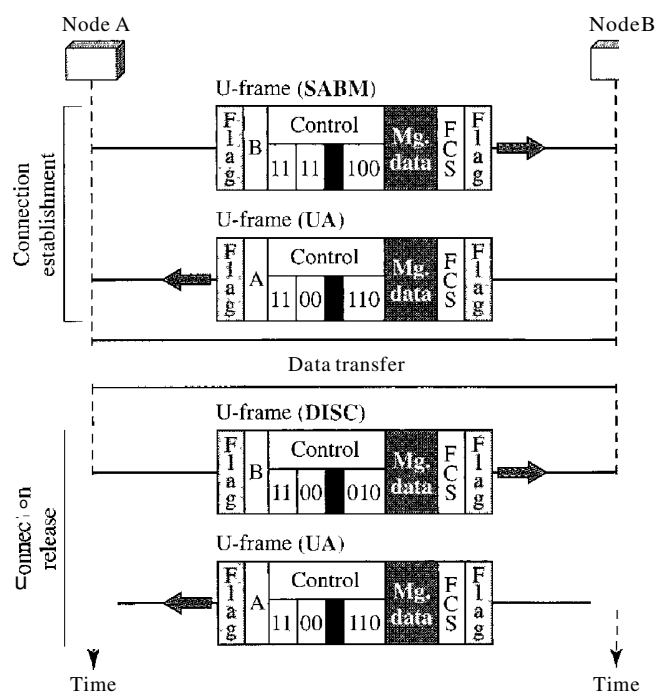 Node A
NodeB
U-frame (SABM)
Flag
B
Control
11
11
100
Mg.
data
FCS
Flag
Connection
establishment
U-frame (UA)
Flag
A
Control
11
00
110
Mg.
data
FCS
Flag
Data transfer
U-frame (DISC)
Flag
B
Control
11
00
010
Mg.
data
FCS
Flag
Connection
release
U-frame (UA)
Flag
A
Control
11
00
110
Mg.
data
FCS
Flag
Time
Time